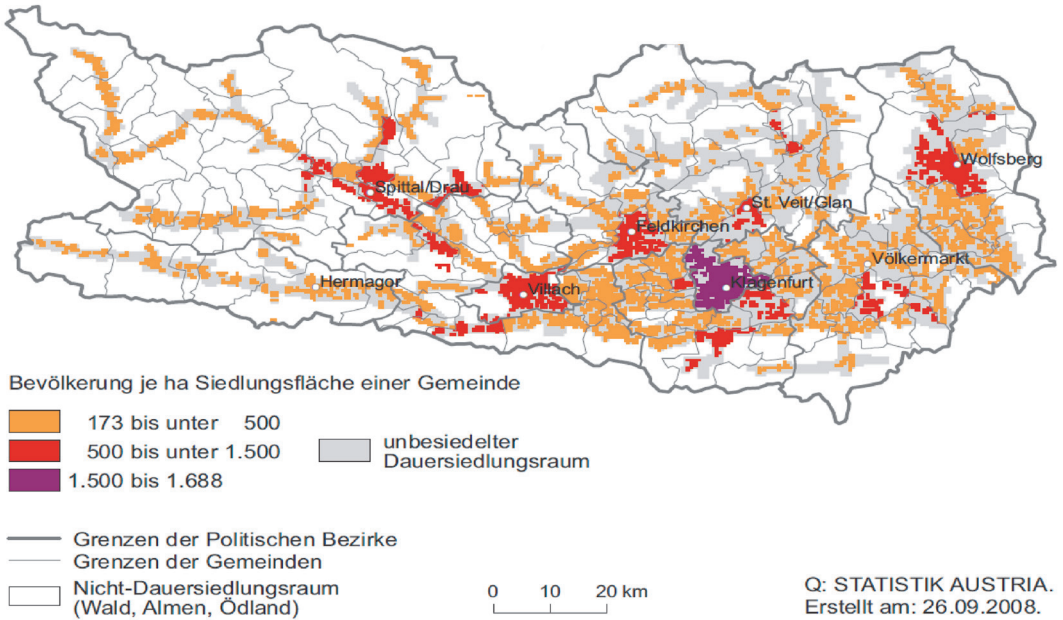 Wolfsberg
Spittal/Drau
St. Veit/Glan
Feldkirchen
Völkermarkt
Hermagor
Villach
Klagenfurt
Bevölkerung je ha Siedlungsfläche einer Gemeinde
173 bis unter 500
500 bis unter 1.500
1.500 bis 1.688
unbesiedelter
Dauersiedlungsraum
Grenzen der Politischen Bezirke
Grenzen der Gemeinden
Nicht-Dauersiedlungsraum
(Wald, Almen, Ödland)
0 10 20 km
Q: STATISTIK AUSTRIA.
Erstellt am: 26.09.2008.